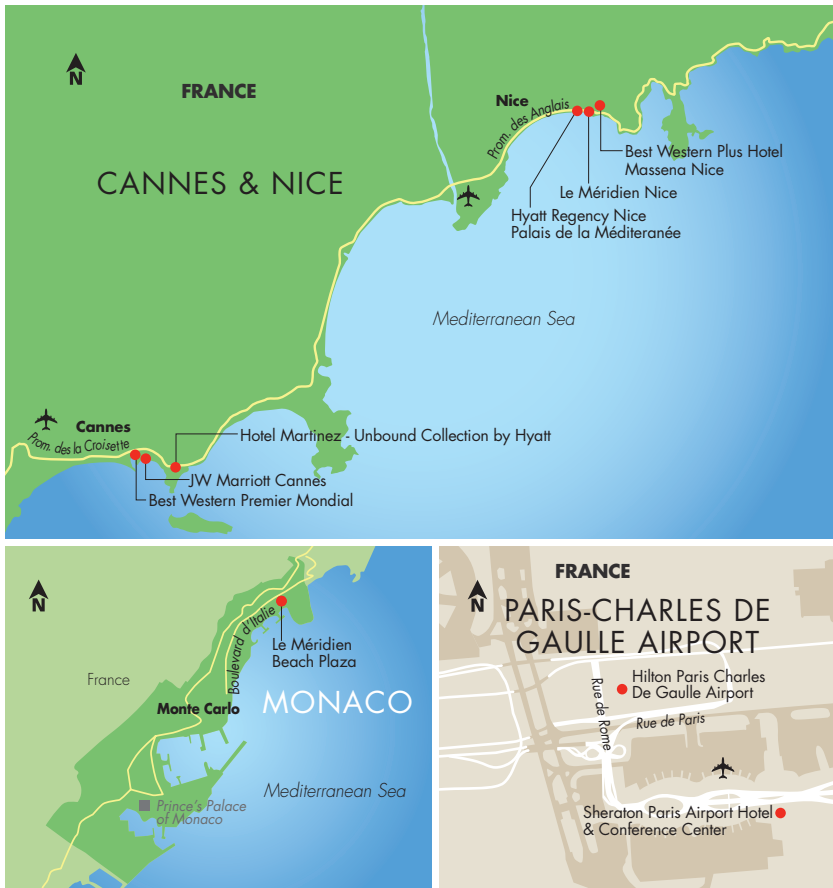 N
FRANCE
CANNES & NICE
Nice
Prom. des Anglais
Best Western Plus Hotel
Massena Nice
Le Méridien Nice
Hyatt Regency Nice
Palais de la Méditeranée
Mediterranean Sea
Cannes
Prom. des la Croisette
Hotel Martinez - Unbound Collection by Hyatt
JW Marriott Cannes
Best Western Premier Mondial
N
France
Boulevard d'Italie
Le Méridien
Beach Plaza
Monte Carlo
MONACO
Mediterranean Sea
Prince's Palace
of Monaco
N
FRANCE
PARIS-CHARLES DE
GAULLE AIRPORT
Hilton Paris Charles
De Gaulle Airport
Rue de Rome
Rue de Paris
Sheraton Paris Airport Hotel
& Conference Center